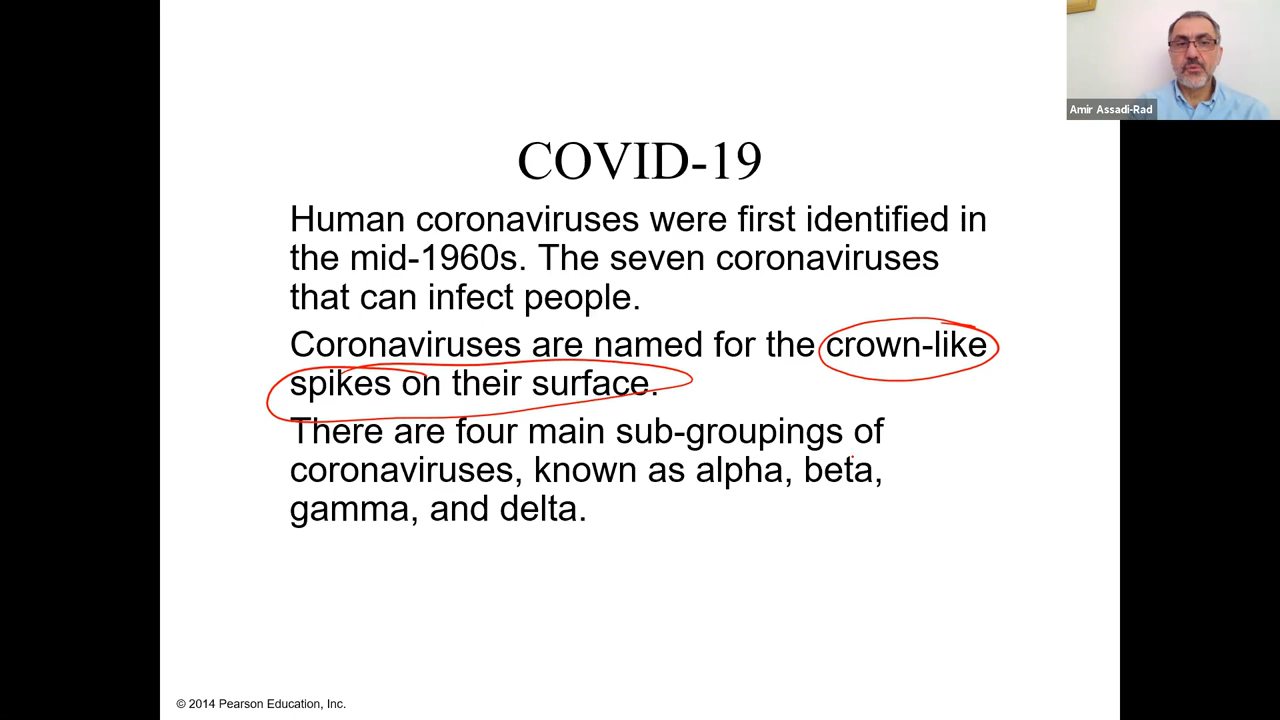 Amir Assadi-Rad
COVID-19
Human coronaviruses were first identified in
the mid-1960s. The seven coronaviruses
that can infect people.
Coronaviruses are named for the crown-like
spikes on their surface.
There are four main sub-groupings of
coronaviruses, known as alpha, beta,
gamma, and delta.
© 2014 Pearson Education, Inc.